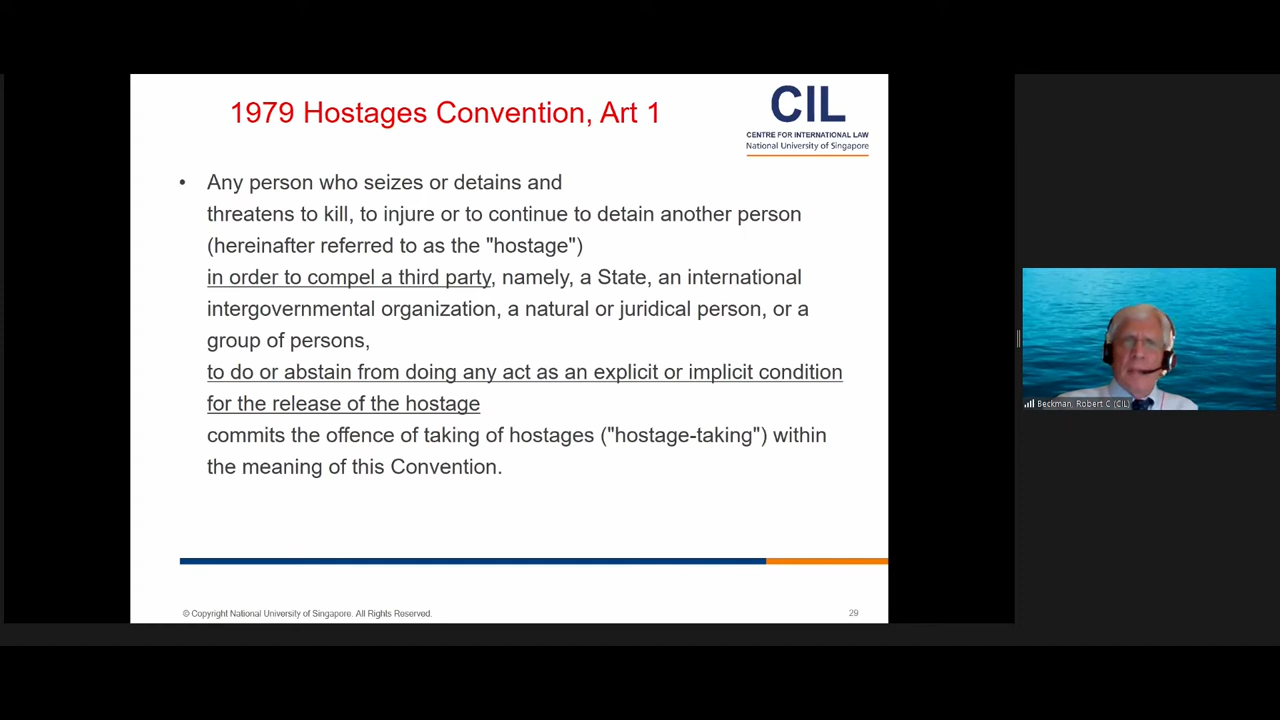 1979 Hostages Convention, Art 1
CIL
CENTRE FOR INTERNATIONAL LAW
National University of Singapore
• Any person who seizes or detains and
threatens to kill, to injure or to continue to detain another person
(hereinafter referred to as the "hostage")
in order to compel a third party, namely, a State, an international
intergovernmental organization, a natural or juridical person, or a
group of persons,
to do or abstain from doing any act as an explicit or implicit condition
for the release of the hostage
commits the offence of taking of hostages ("hostage-taking") within
the meaning of this Convention.
© Copyright National University of Singapore. All Rights Reserved.
29
Beckman, Robert C (CIL)